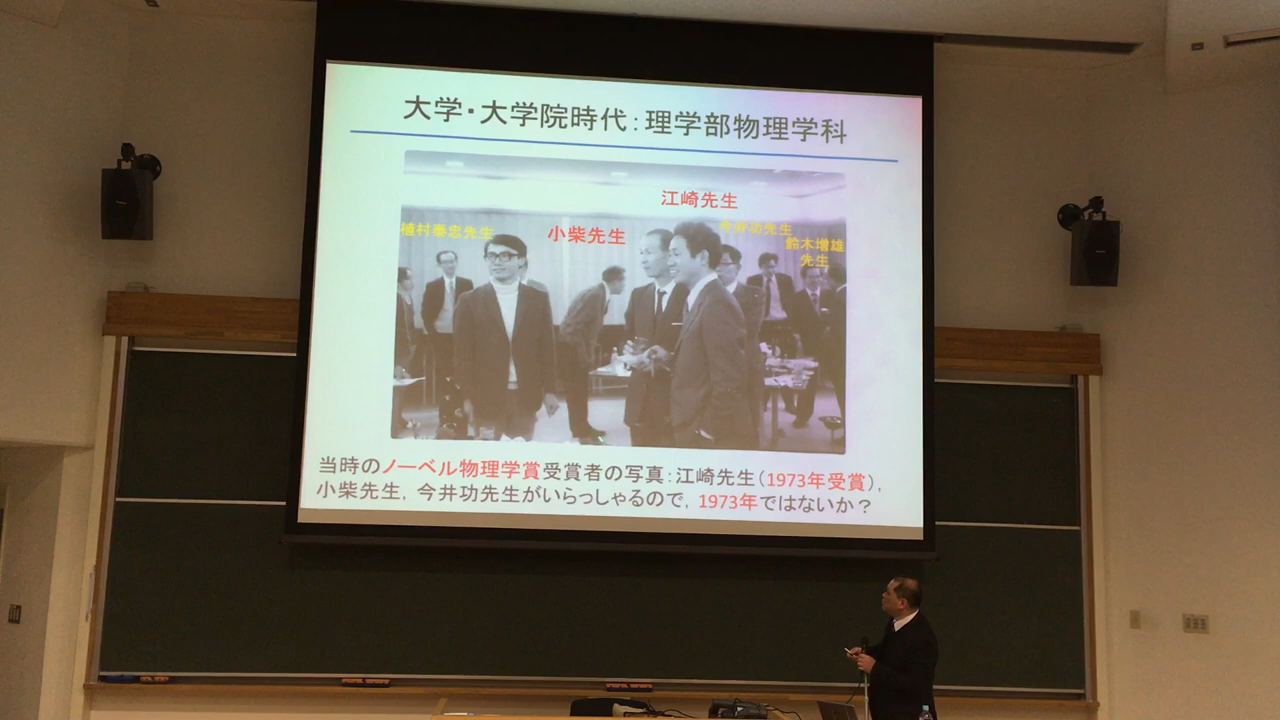 大学・大学院時代：理学部物理学科
江崎先生
植村泰忠先生
小柴先生
今井功先生
鈴木増雄
先生
当時のノーベル物理学賞受賞者の写真：江崎先生（1973年受賞），
小柴先生，今井功先生がいらっしゃるので，1973年ではないか？